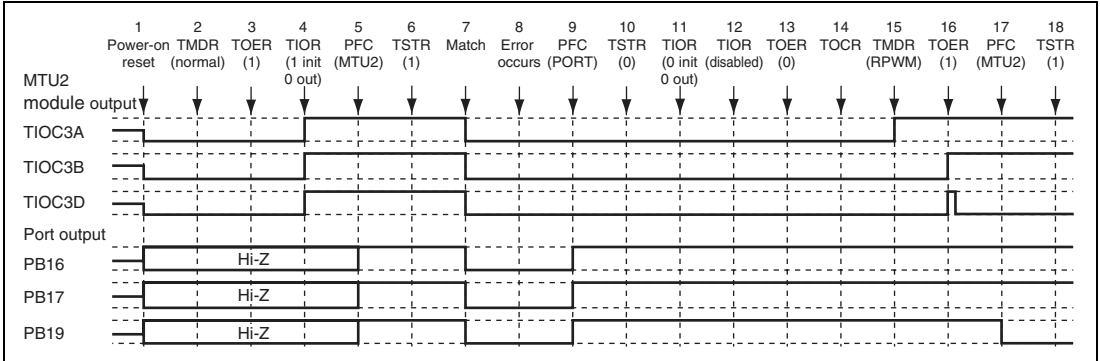 1 2 3 4 5 6 7 8 9 10 11 12 13 14 15 16 17 18
Power-on TMDR TOER TIOR PFC TSTR Match Error PFC TSTR TIOR TIOR TOER TOCR TMDR TOER PFC TSTR
reset (normal) (1) (1 init (MTU2) (1) occurs (PORT) (0) (0 init (disabled) (0) (RPWM) (1) (MTU2) (1)
0 out) 0 out)
MTU2
module output
TIOC3A
TIOC3B
TIOC3D
Port output
PB16 Hi-Z
PB17 Hi-Z
PB19 Hi-Z